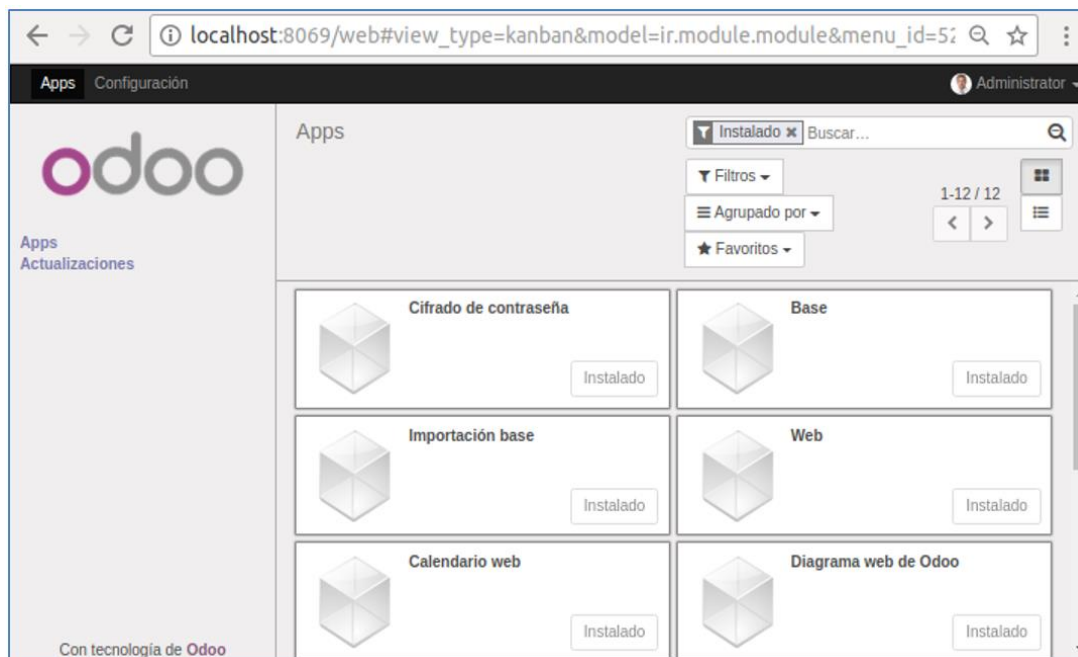 localhost:8069/web#view_type=kanban&model=ir.module.module&menu_id=52
Apps Configuración Administrator
odoo
Apps
Actualizaciones
Apps
Instalado × Buscar...
Filtros
Agrupado por
Favoritos
1-12 / 12
Cifrado de contraseña
Instalado
Base
Instalado
Importación base
Instalado
Web
Instalado
Calendario web
Instalado
Diagrama web de Odoo
Instalado
Con tecnología de Odoo